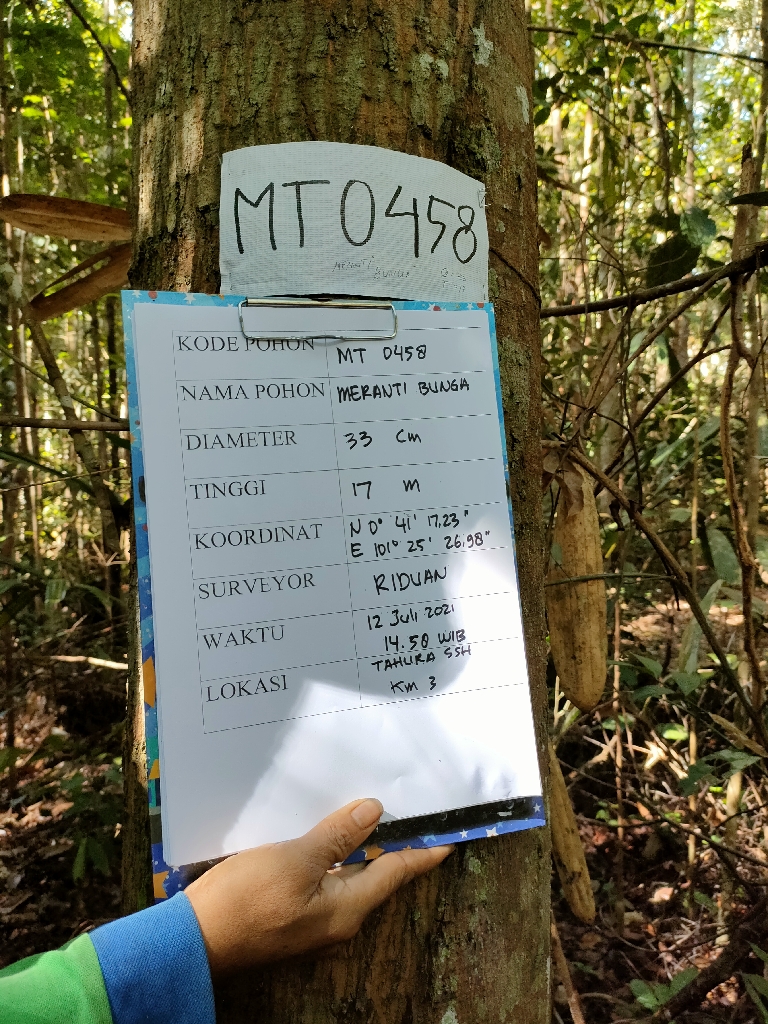 MT0458
MERANTI BUNGA
KODE POHON MT 0458
NAMA POHON MERANTI BUNGA
DIAMETER 33 Cm
TINGGI 17 m
KOORDINAT N 0° 41' 17,23"
E 101° 25' 26,98"
SURVEYOR RIDUAN
WAKTU 12 Juli 2021
14.58 WIB
LOKASI TAHURA SSH
Km 3